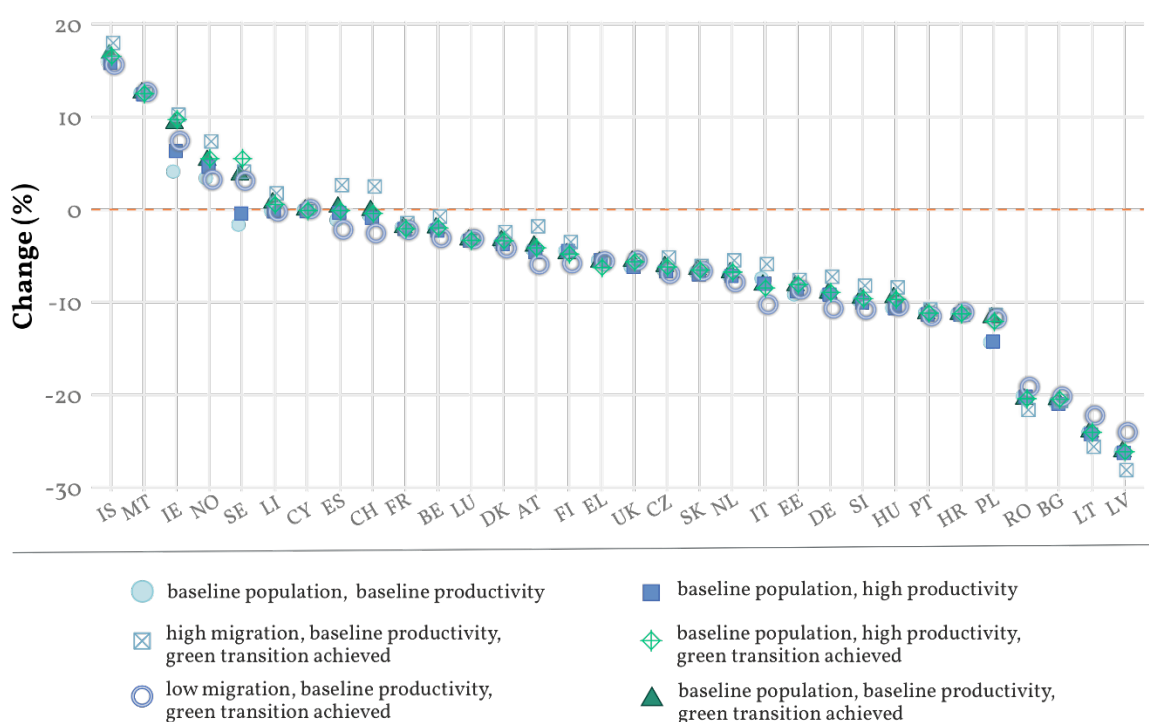 20
10
0
-10
-20
-30
Change (%)
IS MT IE NO SE LI CY ES CH FR BE LU DK AT FI EL UK CZ SK NL IT EE DE SI HU PT HR PL RO BG LT LV
baseline population, baseline productivity
high migration, baseline productivity,
green transition achieved
low migration, baseline productivity,
green transition achieved
baseline population, high productivity
baseline population, high productivity,
green transition achieved
baseline population, baseline productivity,
green transition achieved